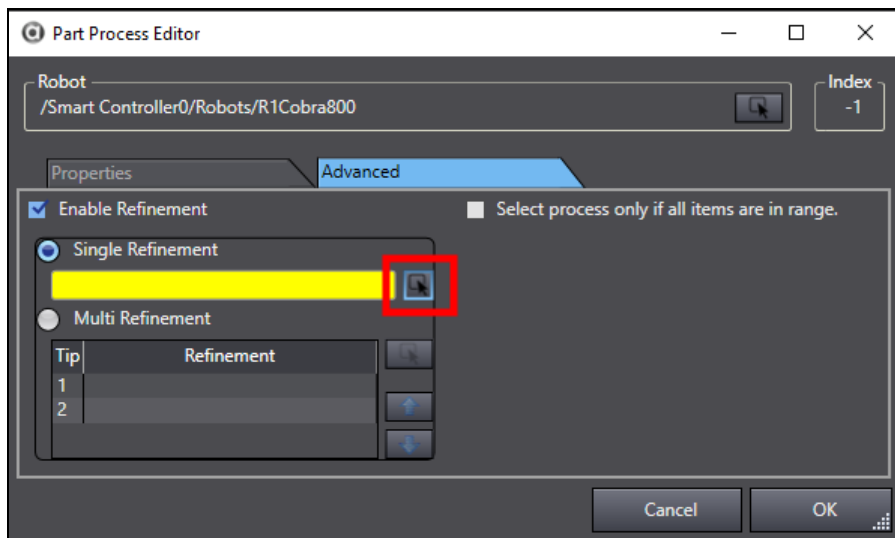 Part Process Editor
Robot
/Smart Controller0/Robots/R1Cobra800
Index
-1
Properties
Advanced
Enable Refinement
Select process only if all items are in range.
Single Refinement
Multi Refinement
Tip Refinement
1
2
Cancel OK